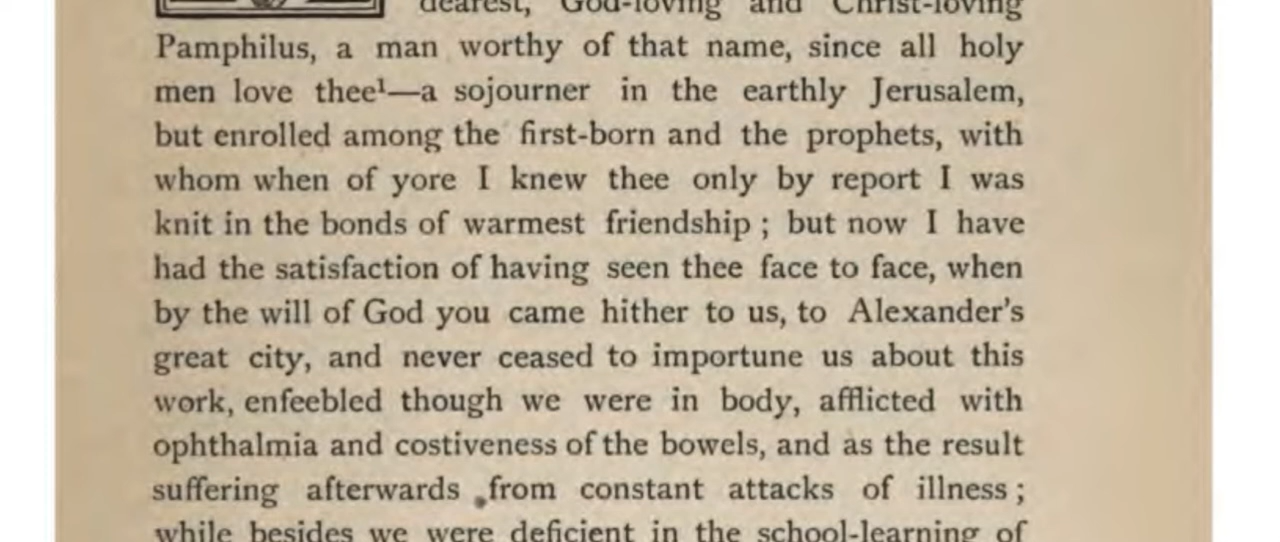 dearest, God-loving and Christ-loving
Pamphilus, a man worthy of that name, since all holy
men love thee¹—a sojourner in the earthly Jerusalem,
but enrolled among the first-born and the prophets, with
whom when of yore I knew thee only by report I was
knit in the bonds of warmest friendship ; but now I have
had the satisfaction of having seen thee face to face, when
by the will of God you came hither to us, to Alexander's
great city, and never ceased to importune us about this
work, enfeebled though we were in body, afflicted with
ophthalmia and costiveness of the bowels, and as the result
suffering afterwards from constant attacks of illness ;
while besides we were deficient in the school-learning of